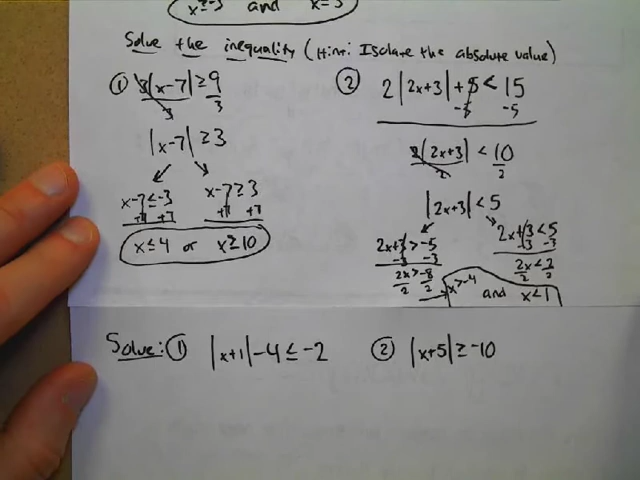 x≥-3 and x=3
Solve the inequality (Hint: Isolate the absolute value)
① 3|x-7| ≥ 9
3 3
|x-7| ≥ 3
x-7 ≤ -3 x-7 ≥ 3
+7 +7 +7 +7
x ≤ 4 or x ≥ 10
② 2|2x+3| + 5 < 15
-5 -5
2|2x+3| < 10
2 2
|2x+3| < 5
2x+3 > -5 2x+3 < 5
-3 -3 -3 -3
2x > -8 2x < 2
2 2 2 2
x > -4 and x < 1
Solve: ① |x+1| - 4 ≤ -2 ② |x+5| ≥ -10